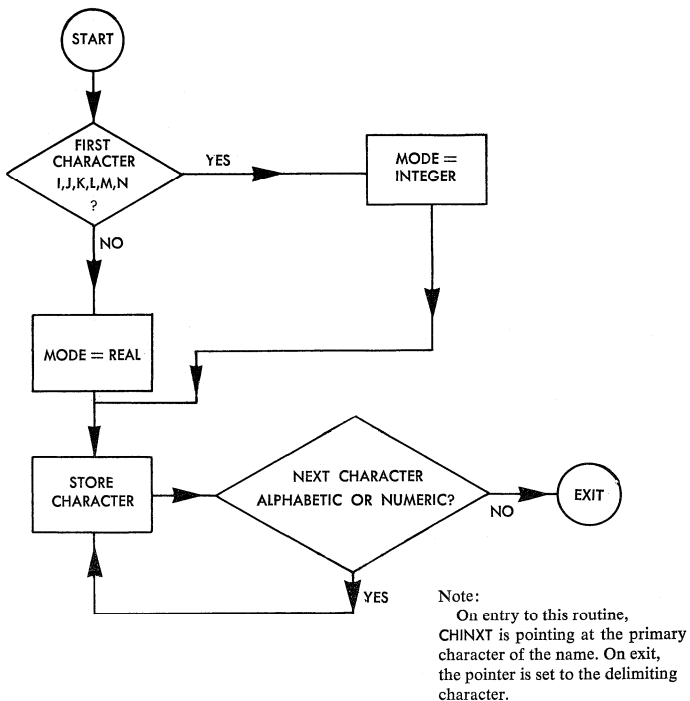 START
FIRST
CHARACTER
I,J,K,L,M,N
?
YES
MODE =
INTEGER
NO
MODE = REAL
STORE
CHARACTER
NEXT CHARACTER
ALPHABETIC OR NUMERIC?
NO
EXIT
YES
Note:
On entry to this routine,
CHINXT is pointing at the primary
character of the name. On exit,
the pointer is set to the delimiting
character.